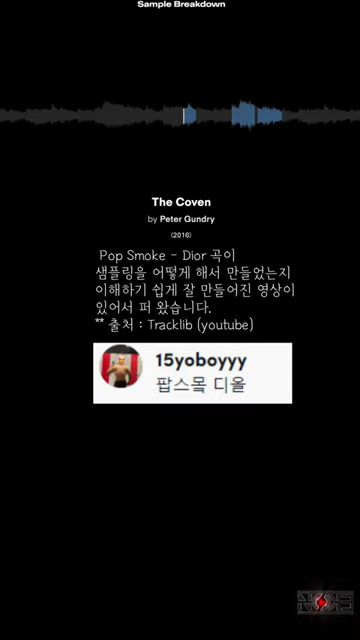 Sample Breakdown
The Coven
by Peter Gundry
(2016)
Pop Smoke - Dior 곡이
샘플링을 어떻게 해서 만들었는지
이해하기 쉽게 잘 만들어진 영상이
있어서 퍼 왔습니다.
** 출처 : Tracklib (youtube)
15yoboyyy
팝스몤 디올